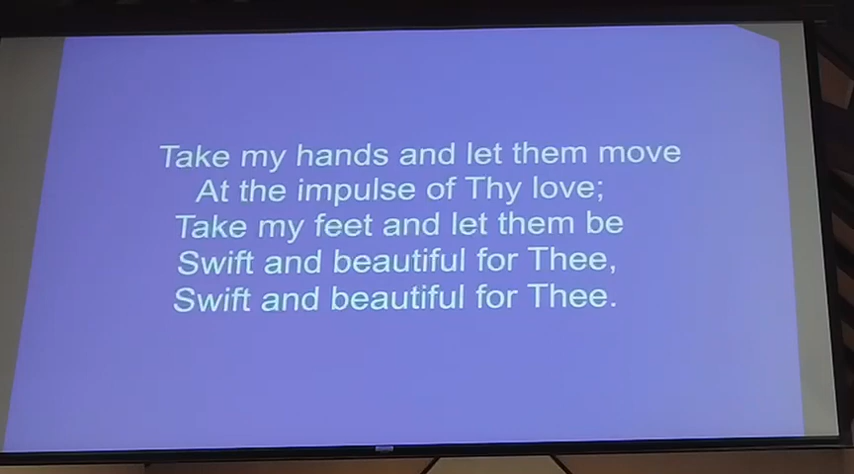 Take my hands and let them move
At the impulse of Thy love;
Take my feet and let them be
Swift and beautiful for Thee,
Swift and beautiful for Thee.